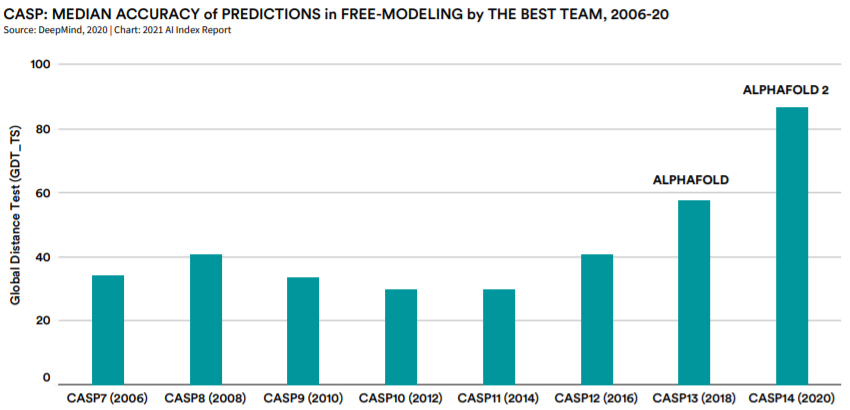 CASP: MEDIAN ACCURACY of PREDICTIONS in FREE-MODELING by THE BEST TEAM, 2006-20
Source: DeepMind, 2020 | Chart: 2021 AI Index Report
Global Distance Test (GDT_TS)
100
80
60
40
20
0
ALPHAFOLD
ALPHAFOLD 2
CASP7 (2006) CASP8 (2008) CASP9 (2010) CASP10 (2012) CASP11 (2014) CASP12 (2016) CASP13 (2018) CASP14 (2020)